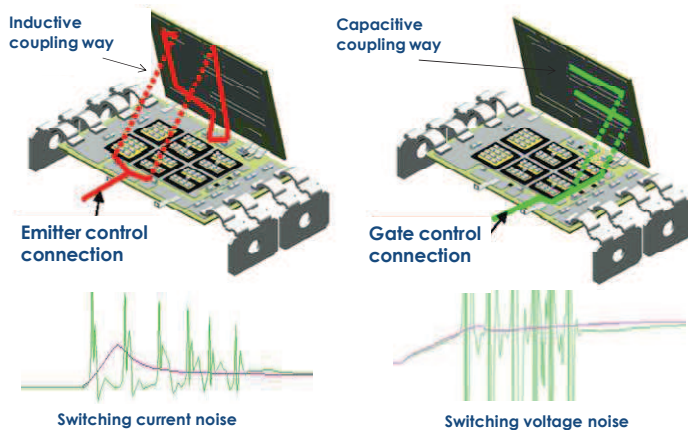 Inductive
coupling way
Emitter control
connection
Switching current noise
Capacitive
coupling way
Gate control
connection
Switching voltage noise